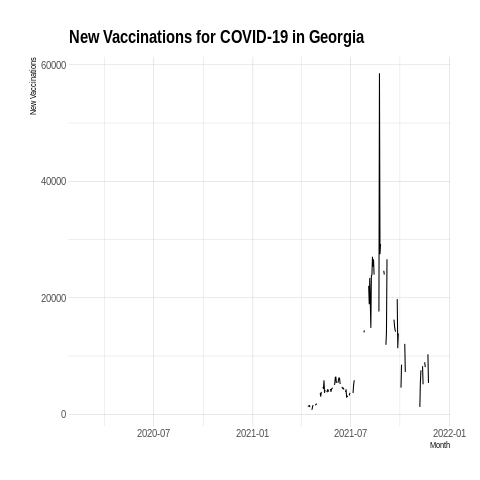 New Vaccinations for COVID-19 in Georgia
New Vaccinations
60000
40000
20000
0
2020-07
2021-01
2021-07
2022-01
Month